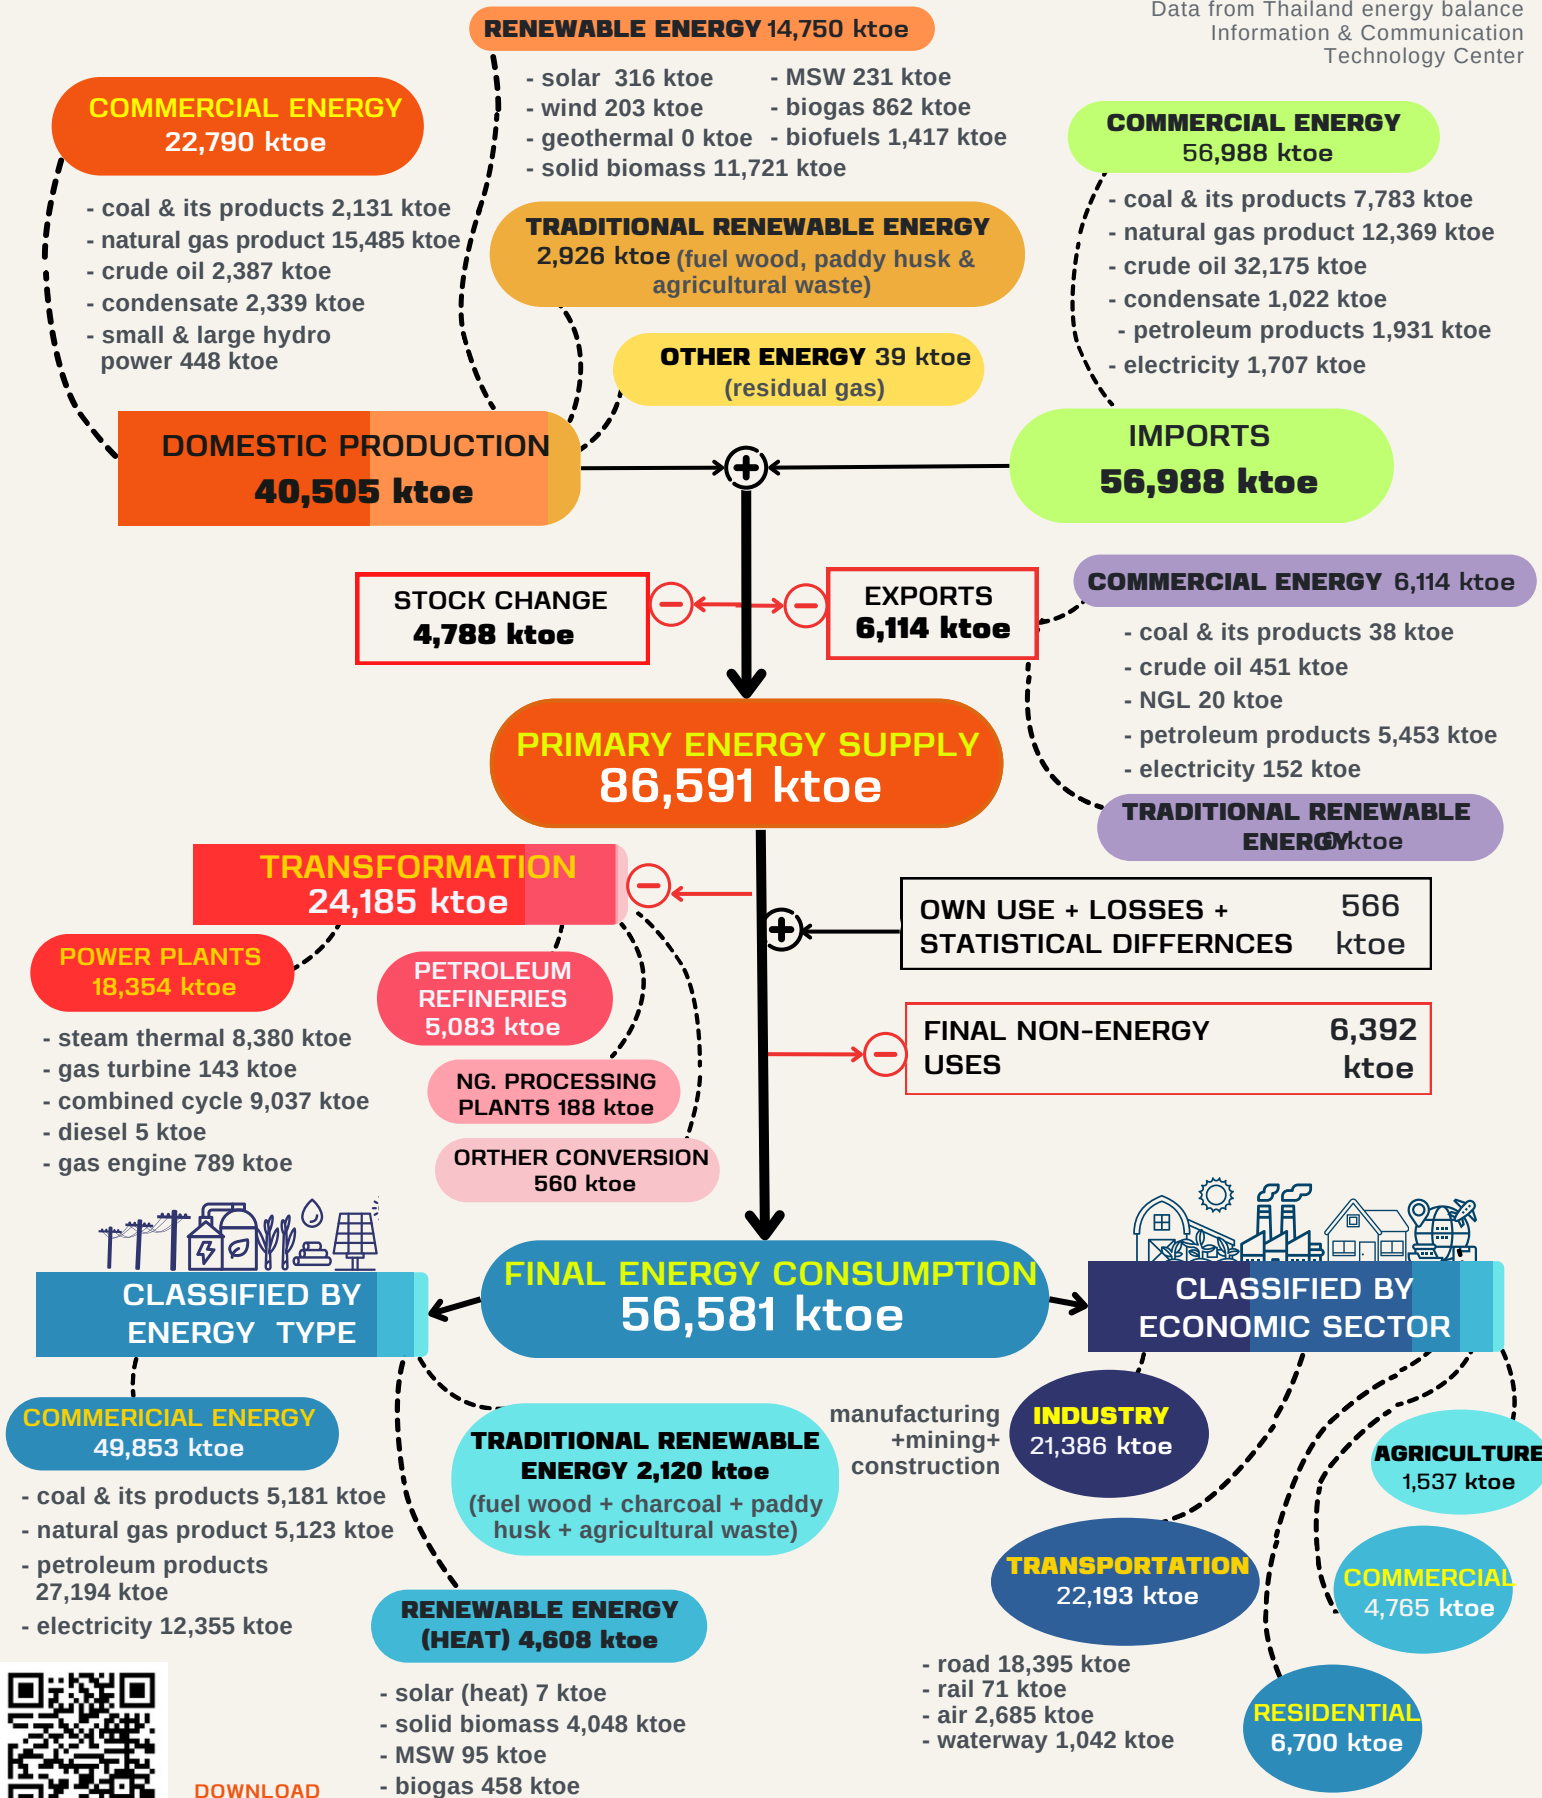 Data from Thailand energy balance
Information & Communication
Technology Center
RENEWABLE ENERGY 14,750 ktoe
- solar 316 ktoe
- wind 203 ktoe
- geothermal 0 ktoe
- solid biomass 11,721 ktoe
- MSW 231 ktoe
- biogas 862 ktoe
- biofuels 1,417 ktoe
COMMERCIAL ENERGY
22,790 ktoe
- coal & its products 2,131 ktoe
- natural gas product 15,485 ktoe
- crude oil 2,387 ktoe
- condensate 2,339 ktoe
- small & large hydro
power 448 ktoe
TRADITIONAL RENEWABLE ENERGY
2,926 ktoe (fuel wood, paddy husk &
agricultural waste)
OTHER ENERGY 39 ktoe
(residual gas)
COMMERCIAL ENERGY
56,988 ktoe
- coal & its products 7,783 ktoe
- natural gas product 12,369 ktoe
- crude oil 32,175 ktoe
- condensate 1,022 ktoe
- petroleum products 1,931 ktoe
- electricity 1,707 ktoe
DOMESTIC PRODUCTION
40,505 ktoe
IMPORTS
56,988 ktoe
STOCK CHANGE
4,788 ktoe
EXPORTS
6,114 ktoe
COMMERCIAL ENERGY 6,114 ktoe
- coal & its products 38 ktoe
- crude oil 451 ktoe
- NGL 20 ktoe
- petroleum products 5,453 ktoe
- electricity 152 ktoe
TRADITIONAL RENEWABLE
ENERGY ktoe
PRIMARY ENERGY SUPPLY
86,591 ktoe
TRANSFORMATION
24,185 ktoe
OWN USE + LOSSES +
STATISTICAL DIFFERNCES
566
ktoe
FINAL NON-ENERGY
USES
6,392
ktoe
POWER PLANTS
18,354 ktoe
- steam thermal 8,380 ktoe
- gas turbine 143 ktoe
- combined cycle 9,037 ktoe
- diesel 5 ktoe
- gas engine 789 ktoe
PETROLEUM
REFINERIES
5,083 ktoe
NG. PROCESSING
PLANTS 188 ktoe
ORTHER CONVERSION
560 ktoe
FINAL ENERGY CONSUMPTION
56,581 ktoe
CLASSIFIED BY
ENERGY TYPE
CLASSIFIED BY
ECONOMIC SECTOR
COMMERICIAL ENERGY
49,853 ktoe
- coal & its products 5,181 ktoe
- natural gas product 5,123 ktoe
- petroleum products
27,194 ktoe
- electricity 12,355 ktoe
TRADITIONAL RENEWABLE
ENERGY 2,120 ktoe
(fuel wood + charcoal + paddy
husk + agricultural waste)
RENEWABLE ENERGY
(HEAT) 4,608 ktoe
- solar (heat) 7 ktoe
- solid biomass 4,048 ktoe
- MSW 95 ktoe
- biogas 458 ktoe
manufacturing
+mining+
construction
INDUSTRY
21,386 ktoe
AGRICULTURE
1,537 ktoe
TRANSPORTATION
22,193 ktoe
- road 18,395 ktoe
- rail 71 ktoe
- air 2,685 ktoe
- waterway 1,042 ktoe
COMMERCIAL
4,765 ktoe
RESIDENTIAL
6,700 ktoe
DOWNLOAD